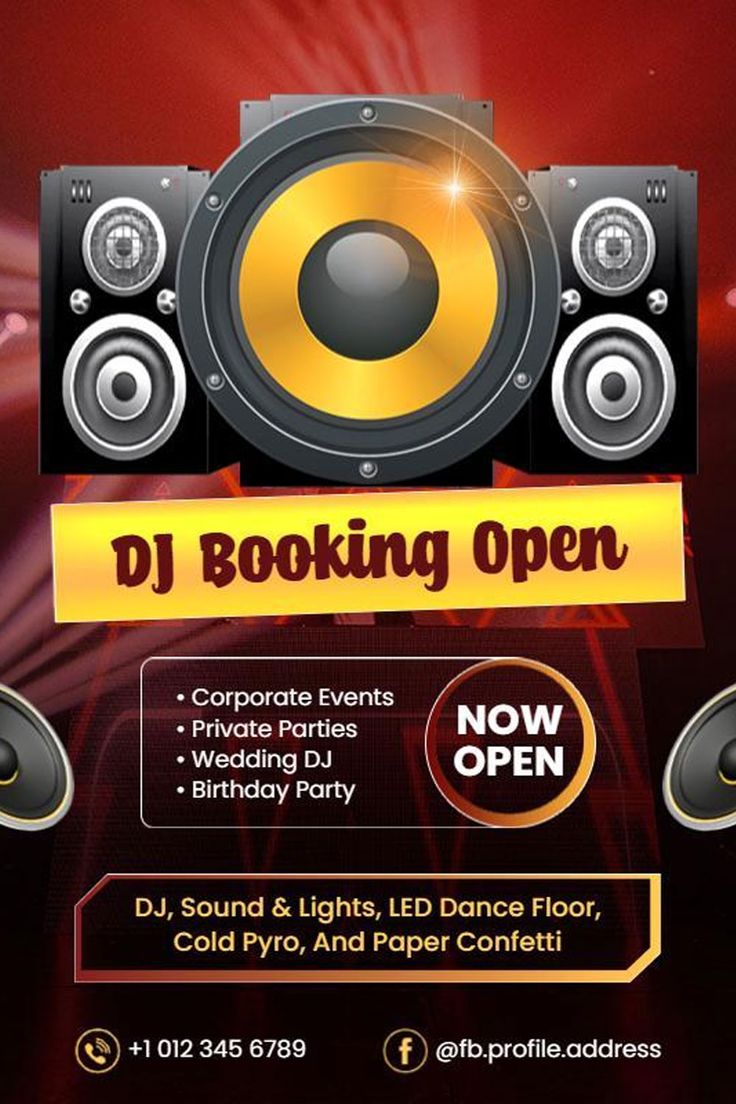 DJ Booking Open
• Corporate Events
• Private Parties
• Wedding DJ
• Birthday Party
NOW
OPEN
DJ, Sound & Lights, LED Dance Floor,
Cold Pyro, And Paper Confetti
+1 012 345 6789
@fb.profile.address